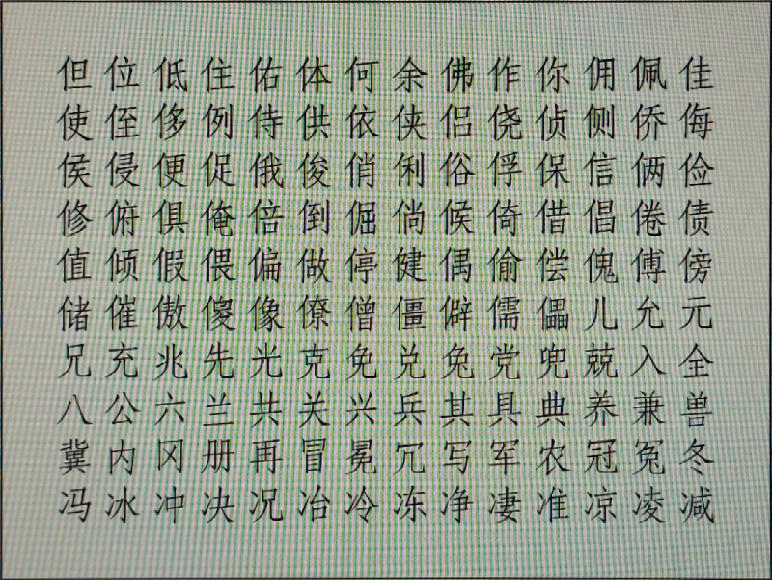 但位低住佑体何余佛作你佣佩佳
使侄侈例侍供依侠侣侥侦侧侨侮
侯侵便促俄俊俏俐俗俘保信俩俭
修俯俱俺倍倒倔倘候倚借倡倦债
值倾假偎偏做停健偶偷偿傀傅傍
储催傲傻像僚僧僵僻儒儡儿允元
兄充兆先光克免兑兔党兜兢入全
八公六兰共关兴兵其具典养兼兽
冀内冈册再冒冕冗写军农冠冤冬
冯冰冲决况冶冷冻净凄准凉凌减